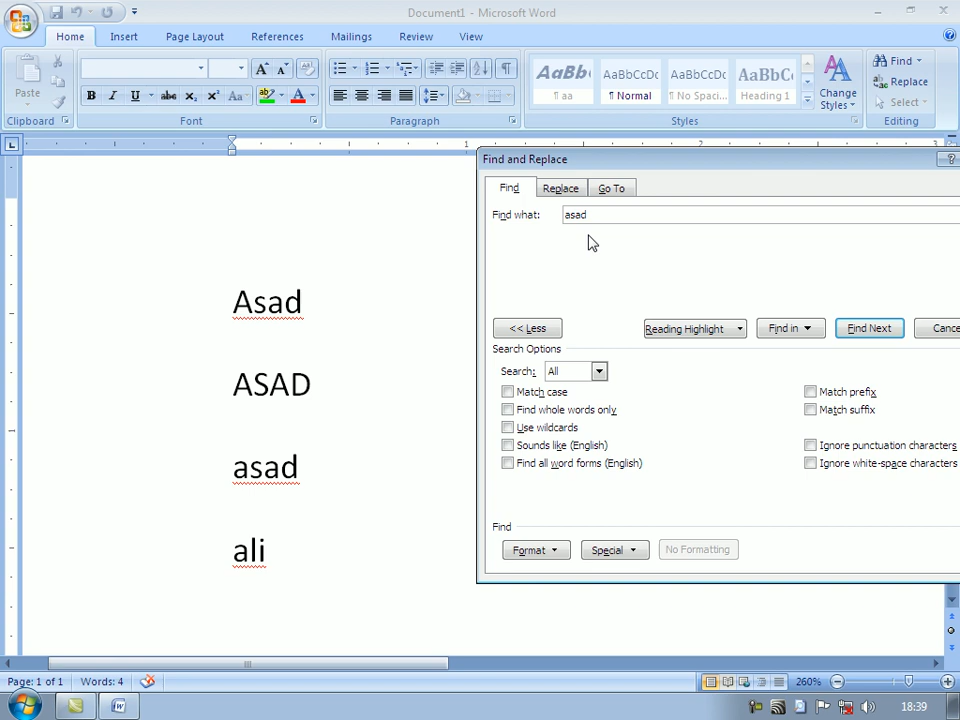 Document1 - Microsoft Word
Home Insert Page Layout References Mailings Review View
Paste
Clipboard
Font
Paragraph
AaBb( AaBbCcDc AaBbCcDc AaBbC(
¶ aa ¶ Normal ¶ No Spaci... Heading 1
Change
Styles
Styles
Find
Replace
Select
Editing
1 2 3
Find and Replace
Find Replace Go To
Find what: asad
<< Less Reading Highlight Find in Find Next Cance
Search Options
Search: All
Match case
Find whole words only
Use wildcards
Sounds like (English)
Find all word forms (English)
Match prefix
Match suffix
Ignore punctuation characters
Ignore white-space characters
Find
Format Special No Formatting
Asad
ASAD
asad
ali
Page: 1 of 1 Words: 4 260%
18:39